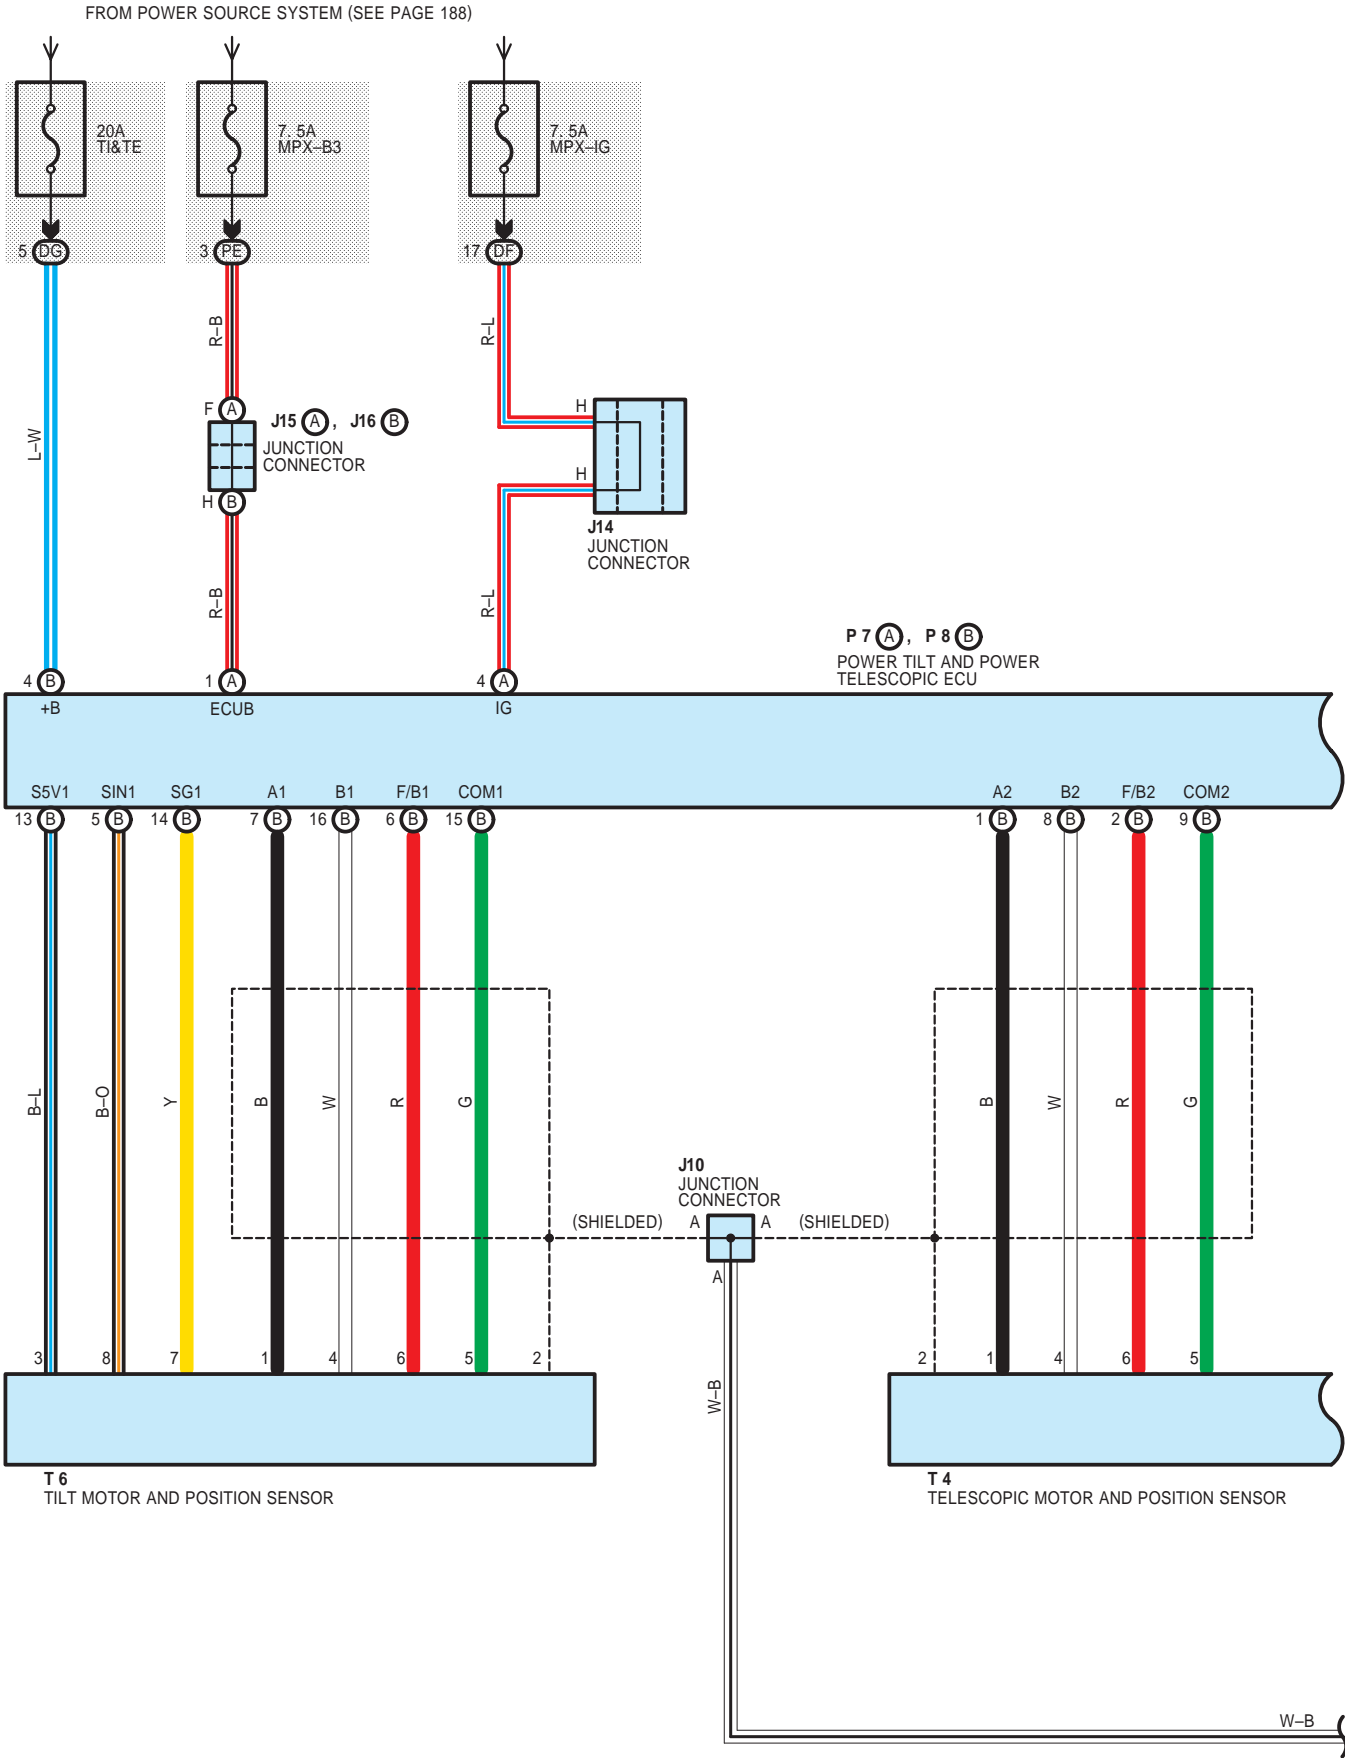 FROM POWER SOURCE SYSTEM (SEE PAGE 188)
20A
TI&TE
7. 5A
MPX–B3
7. 5A
MPX–IG
5 DG
3 PE
17 DF
R–B
R–L
F A
J15 A , J16 B
JUNCTION
CONNECTOR
H
L–W
H B
H
J14
JUNCTION
CONNECTOR
R–B
R–L
P 7 A , P 8 B
POWER TILT AND POWER
TELESCOPIC ECU
4 B
1 A
4 A
+B
ECUB
IG
S5V1 SIN1 SG1 A1 B1 F/B1 COM1 A2 B2 F/B2 COM2
13 B 5 B 14 B 7 B 16 B 6 B 15 B 1 B 8 B 2 B 9 B
B–L B–O Y B W R G B W R G
J10
JUNCTION
CONNECTOR
(SHIELDED) A A (SHIELDED)
A
3 8 7 1 4 6 5 2 2 1 4 6 5
W–B
T 6
TILT MOTOR AND POSITION SENSOR
T 4
TELESCOPIC MOTOR AND POSITION SENSOR
W–B